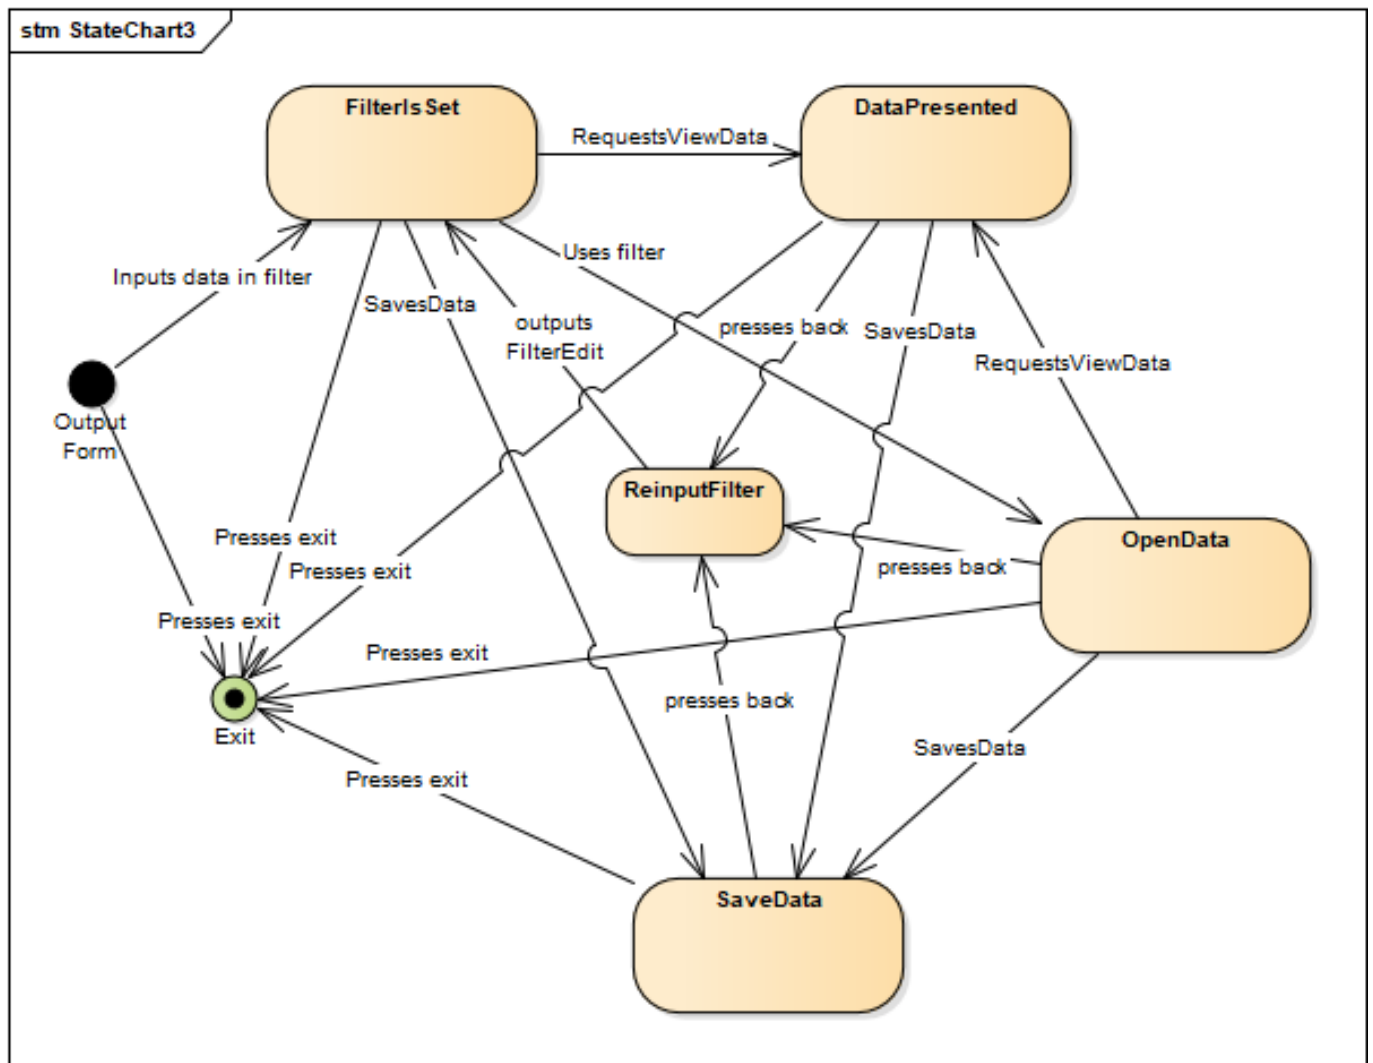 stm StateChart3
FilterIsSet
DataPresented
RequestsViewData
Uses filter
Inputs data in filter
SavesData
outputs
FilterEdit
presses back
SavesData
RequestsViewData
Output
Form
ReinputFilter
Presses exit
OpenData
Presses exit
presses back
Presses exit
Presses exit
presses back
Exit
SavesData
Presses exit
SaveData